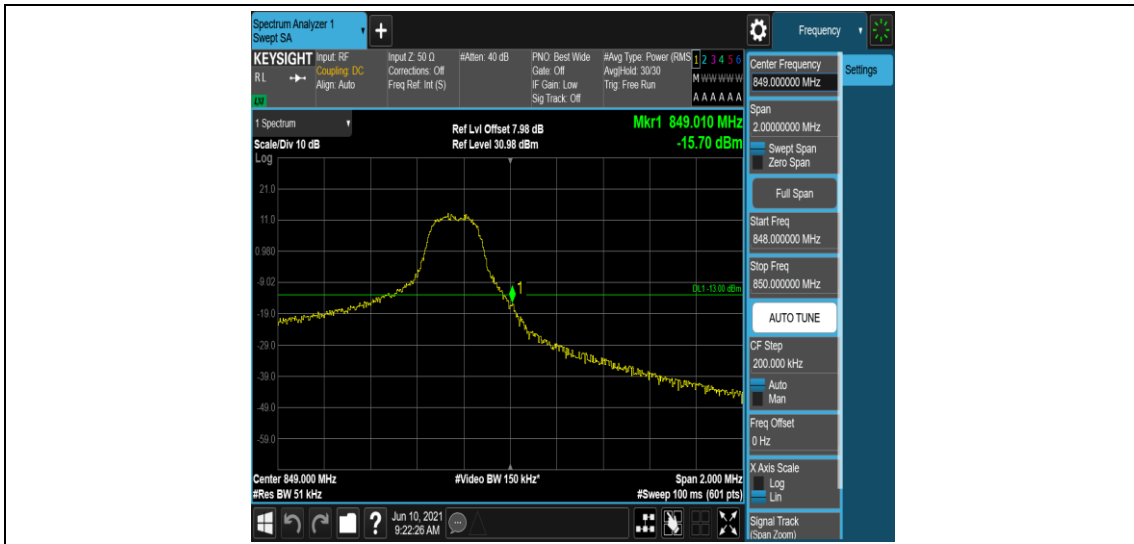 Spectrum Analyzer 1
Swept SA
Frequency
KEYSIGHT
RL
LXI
Input: RF
Coupling: DC
Align: Auto
Input Z: 50 Ω
Corrections: Off
Freq Ref: Int (S)
#Atten: 40 dB
PNO: Best Wide
Gate: Off
IF Gain: Low
Sig Track: Off
#Avg Type: Power (RMS
Avg|Hold: 30/30
Trig: Free Run
1 2 3 4 5 6
M W W W W W
A A A A A A
Center Frequency
849.000000 MHz
Settings
1 Spectrum
Scale/Div 10 dB
Ref Lvl Offset 7.98 dB
Ref Level 30.98 dBm
Mkr1 849.010 MHz
-15.70 dBm
Span
2.00000000 MHz
Swept Span
Zero Span
Full Span
Start Freq
848.000000 MHz
Stop Freq
850.000000 MHz
AUTO TUNE
CF Step
200.000 kHz
Auto
Man
Freq Offset
0 Hz
X Axis Scale
Log
Lin
Signal Track
(Span Zoom)
Log
21.0
11.0
0.980
-9.02
-19.0
-29.0
-39.0
-49.0
-59.0
1
DL1 -13.00 dBm
Center 849.000 MHz
#Res BW 51 kHz
#Video BW 150 kHz*
Span 2.000 MHz
#Sweep 100 ms (601 pts)
Jun 10, 2021
9:22:26 AM